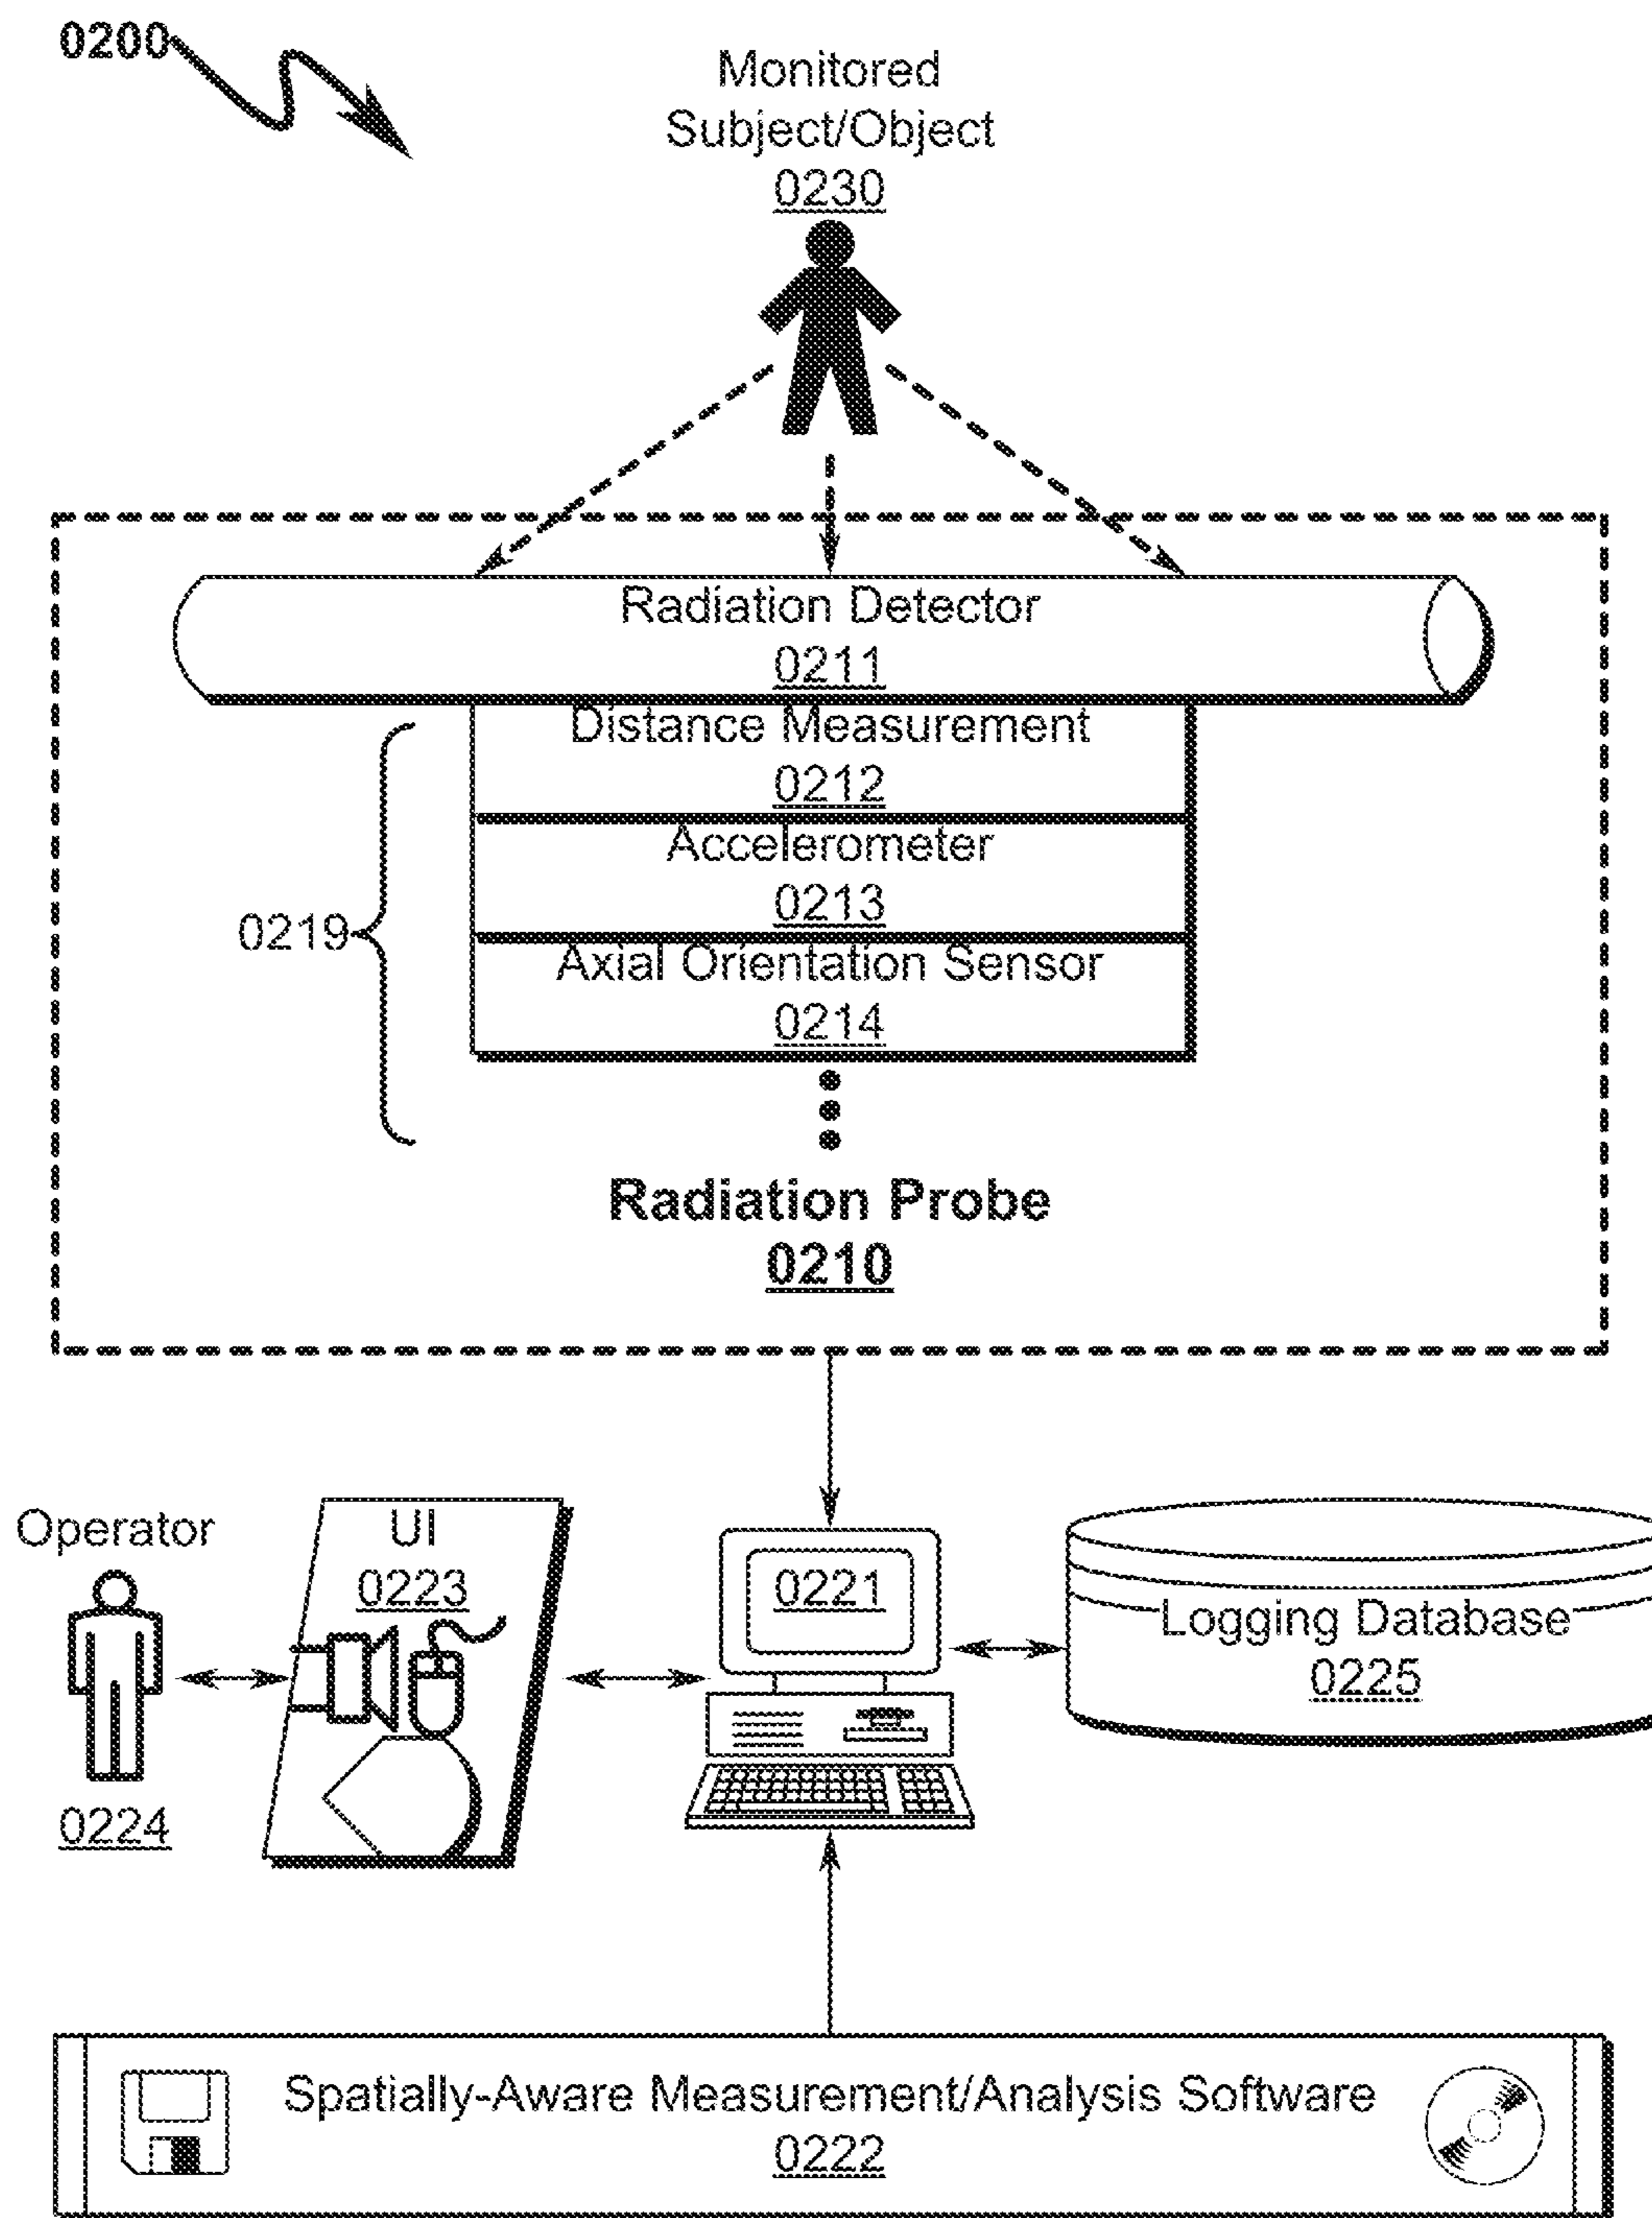 0200
Monitored
Subject/Object
0230
Radiation Detector
0211
Distance Measurement
0212
Accelerometer
0213
0219
Axial Orientation Sensor
0214
Radiation Probe
0210
Operator
UI
0223
0221
Logging Database
0225
0224
Spatially-Aware Measurement/Analysis Software
0222